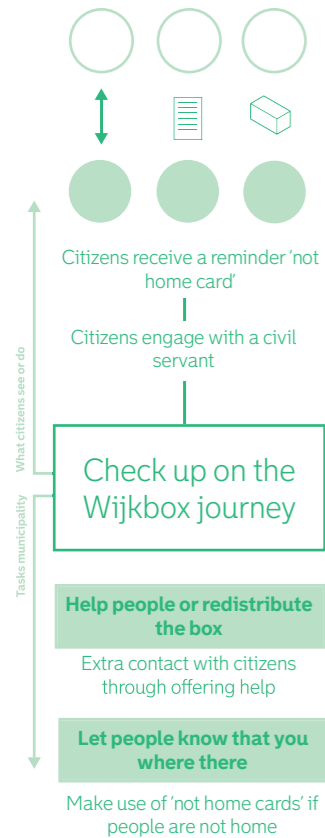 Citizens receive a reminder 'not
home card'
Citizens engage with a civil
servant
What citizens see or do
Check up on the
Wijkbox journey
Tasks municipality
Help people or redistribute
the box
Extra contact with citizens
through offering help
Let people know that you
where there
Make use of 'not home cards' if
people are not home